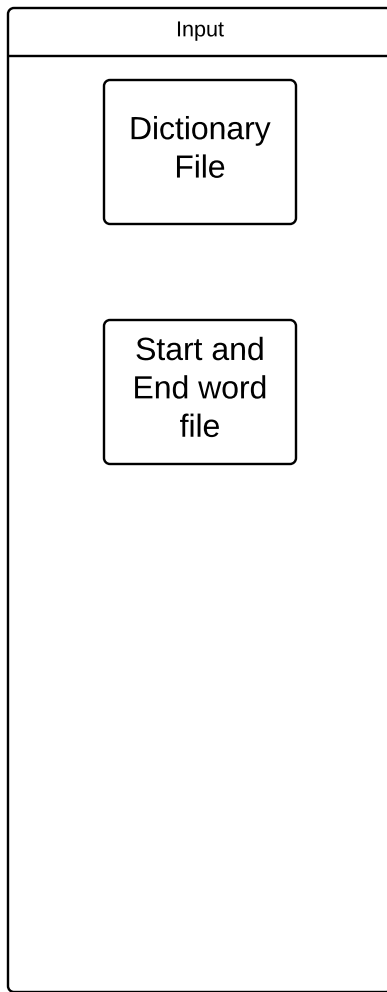 Input
Dictionary
File
Start and
End word
file